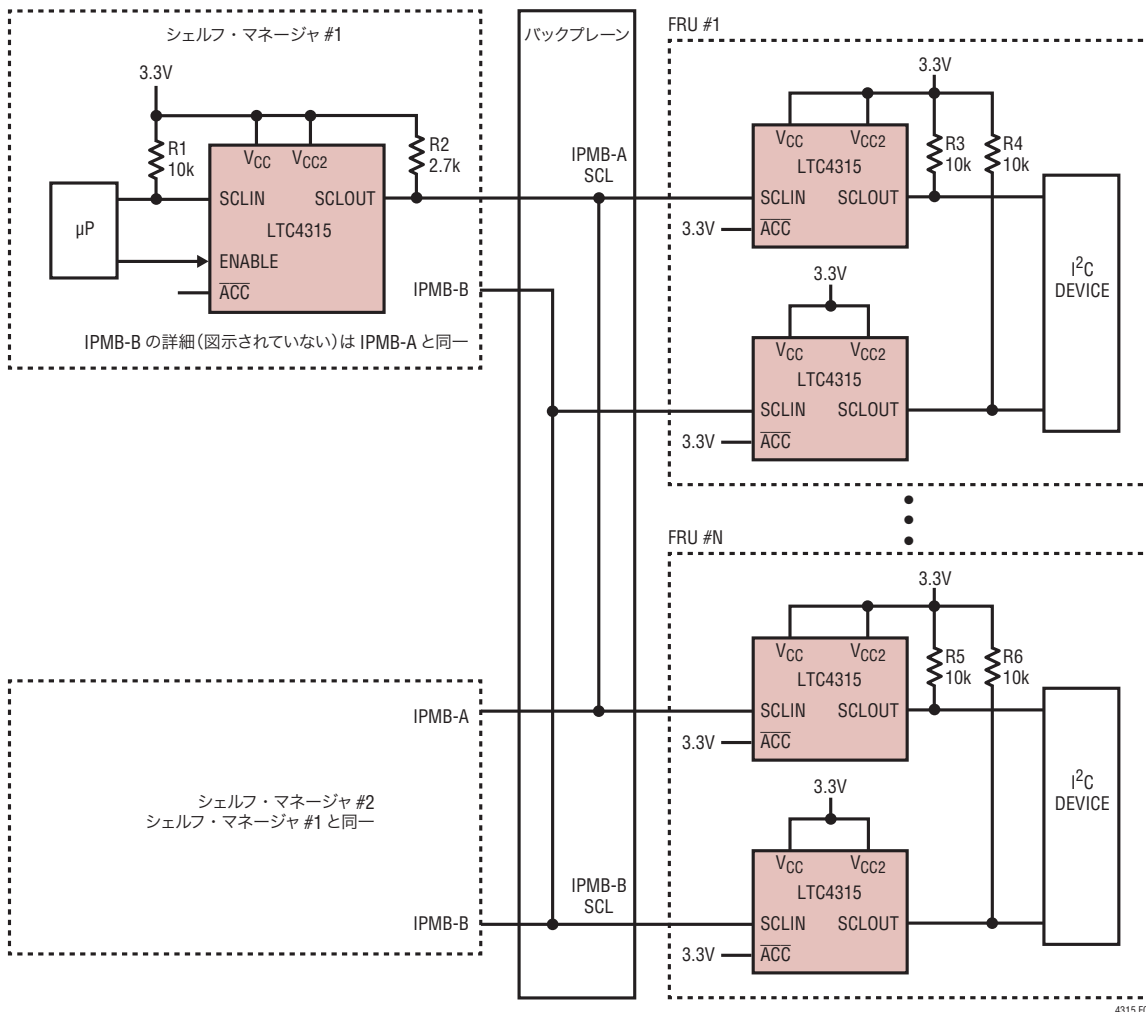 シェルフ・マネージャ #1
3.3V
R1
10k
VCC
VCC2
R2
2.7k
SCLIN
SCLOUT
LTC4315
µP
ENABLE
ACC
IPMB-B
IPMB-B の詳細（図示されていない）は IPMB-A と同一
バックプレーン
IPMB-A
SCL
FRU #1
3.3V
VCC
VCC2
LTC4315
R3
10k
R4
10k
SCLIN
SCLOUT
3.3V
ACC
3.3V
VCC
VCC2
LTC4315
SCLIN
SCLOUT
3.3V
ACC
I2C
DEVICE
シェルフ・マネージャ #2
シェルフ・マネージャ #1 と同一
IPMB-A
IPMB-B
IPMB-B
SCL
FRU #N
3.3V
VCC
VCC2
LTC4315
R5
10k
R6
10k
SCLIN
SCLOUT
3.3V
ACC
3.3V
VCC
VCC2
LTC4315
SCLIN
SCLOUT
3.3V
ACC
I2C
DEVICE